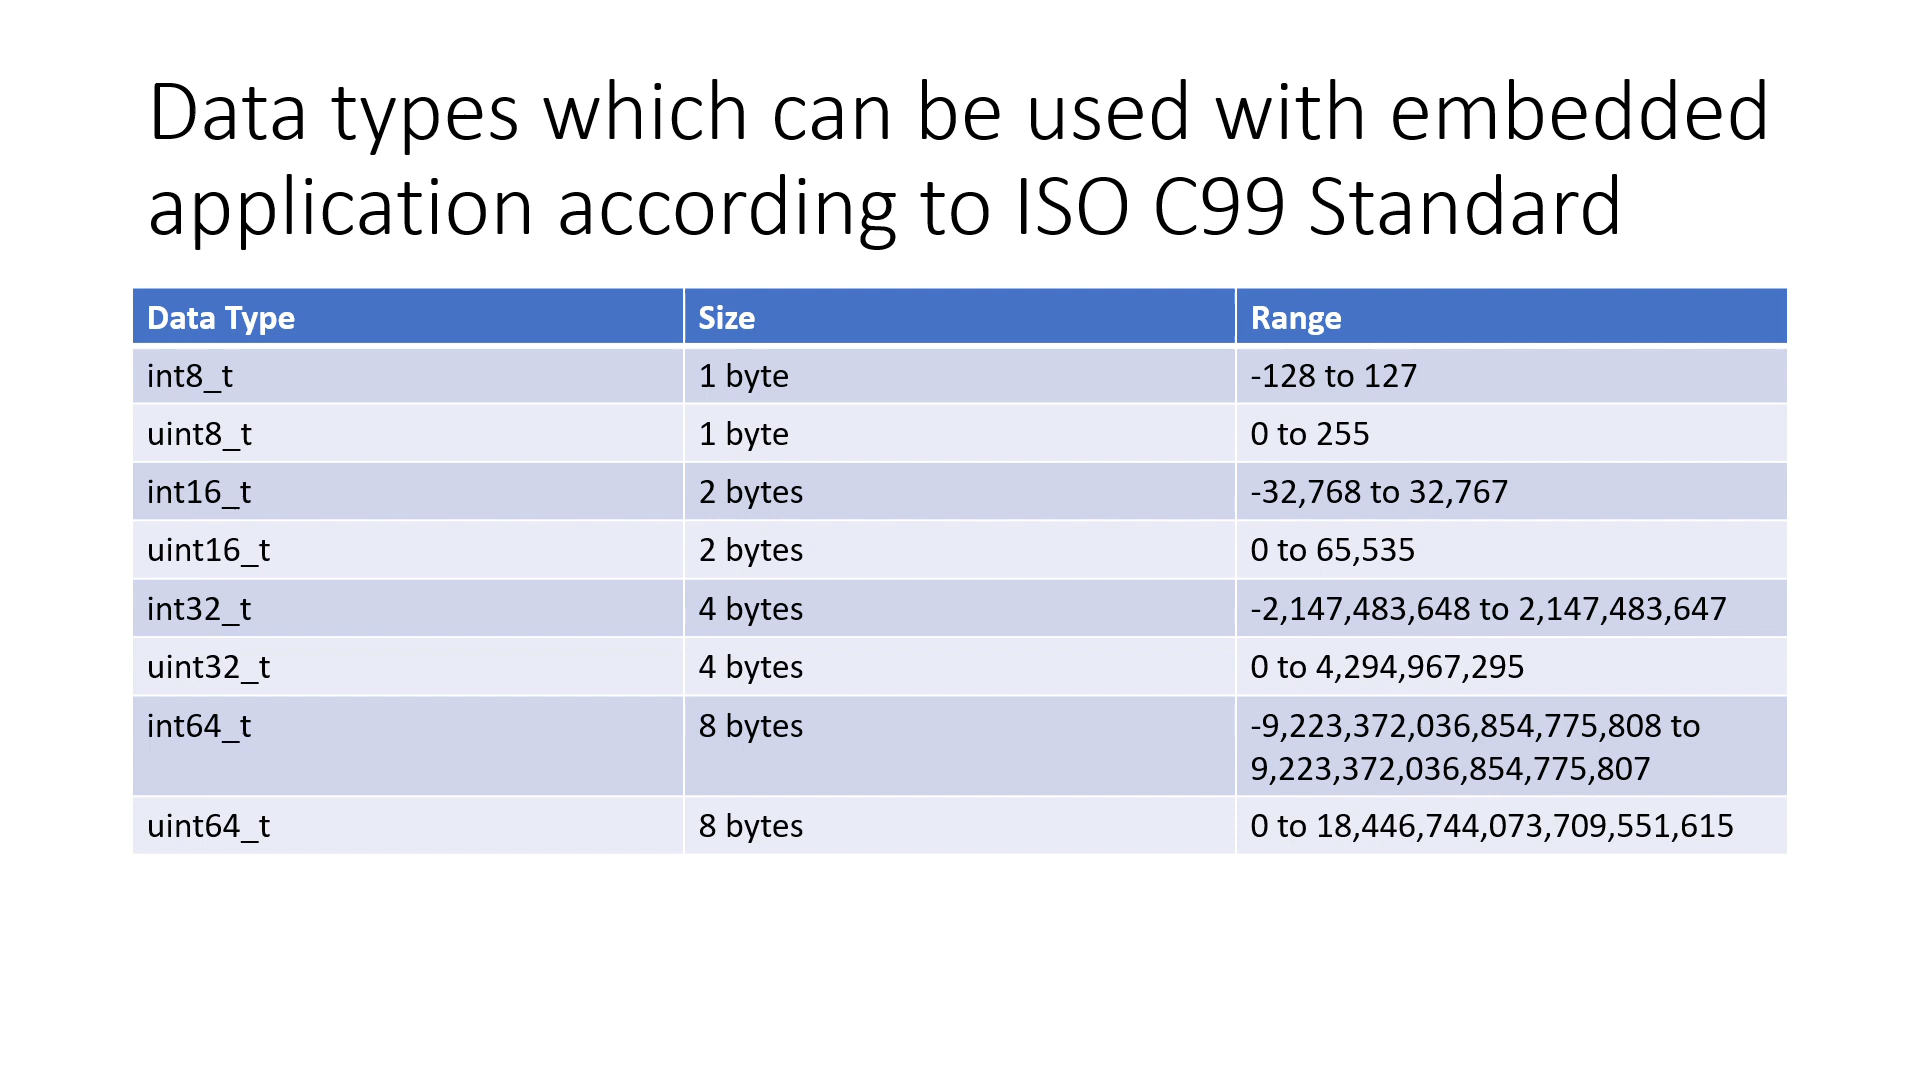 Data types which can be used with embedded
application according to ISO C99 Standard
Data Type Size Range
int8_t 1 byte -128 to 127
uint8_t 1 byte 0 to 255
int16_t 2 bytes -32,768 to 32,767
uint16_t 2 bytes 0 to 65,535
int32_t 4 bytes -2,147,483,648 to 2,147,483,647
uint32_t 4 bytes 0 to 4,294,967,295
int64_t 8 bytes -9,223,372,036,854,775,808 to
9,223,372,036,854,775,807
uint64_t 8 bytes 0 to 18,446,744,073,709,551,615